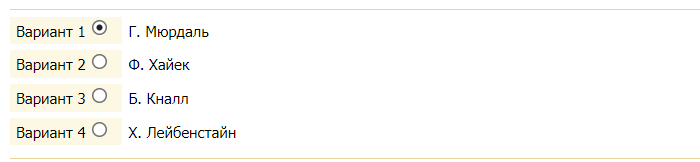 Вариант 1 Г. Мюрдаль
Вариант 2 Ф. Хайек
Вариант 3 Б. Кналл
Вариант 4 Х. Лейбенстайн